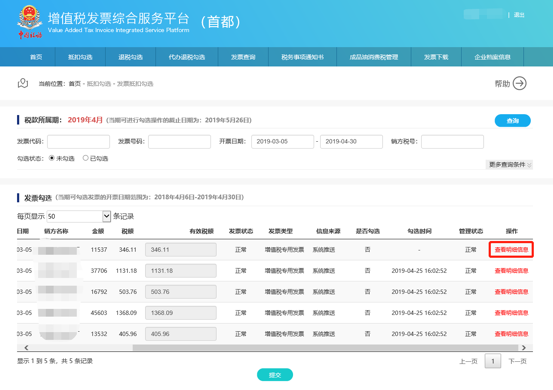 增值税发票综合服务平台 （首都）
Value Added Tax Invoice Integrated Service Platform
| 退出
首页 抵扣勾选 退税勾选 代办退税勾选 发票查询 税务事项通知书 成品油消费税管理 发票下载 企业档案信息
当前位置：首页 - 抵扣勾选 - 发票抵扣勾选 帮助
税款所属期： 2019年4月 (当期可进行勾选操作的截止日期为：2019年5月26日) 查询
发票代码： 发票号码： 开票日期： 2019-03-05 - 2019-04-30 销方税号：
勾选状态： 未勾选 已勾选
更多查询条件
发票勾选 (当期可勾选发票的开票日期范围为：2018年4月6日-2019年4月30日)
每页显示 50 条记录
日期 销方名称 金额 税额 有效税额 发票状态 发票类型 信息来源 是否勾选 勾选时间 管理状态 操作
03-05 11537 346.11 346.11 正常 增值税专用发票 系统推送 否 - 正常 查看明细信息
03-05 37706 1131.18 1131.18 正常 增值税专用发票 系统推送 否 2019-04-25 16:02:52 正常 查看明细信息
03-05 16792 503.76 503.76 正常 增值税专用发票 系统推送 否 2019-04-25 16:02:52 正常 查看明细信息
03-05 45603 1368.09 1368.09 正常 增值税专用发票 系统推送 否 2019-04-25 16:02:52 正常 查看明细信息
03-05 13532 405.96 405.96 正常 增值税专用发票 系统推送 否 2019-04-25 16:02:52 正常 查看明细信息
显示 1 到 5 条，共 5 条记录 上一页 1 下一页
提交